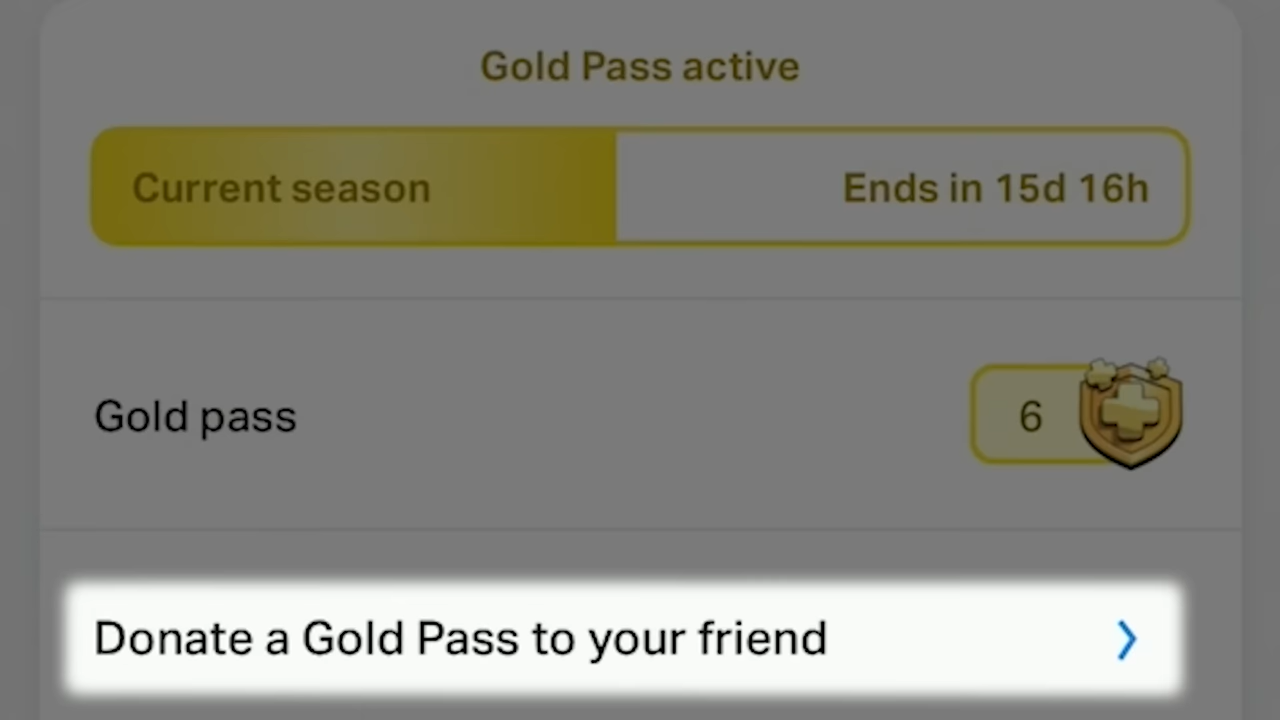 Gold Pass active
Current season
Ends in 15d 16h
Gold pass
6
Donate a Gold Pass to your friend